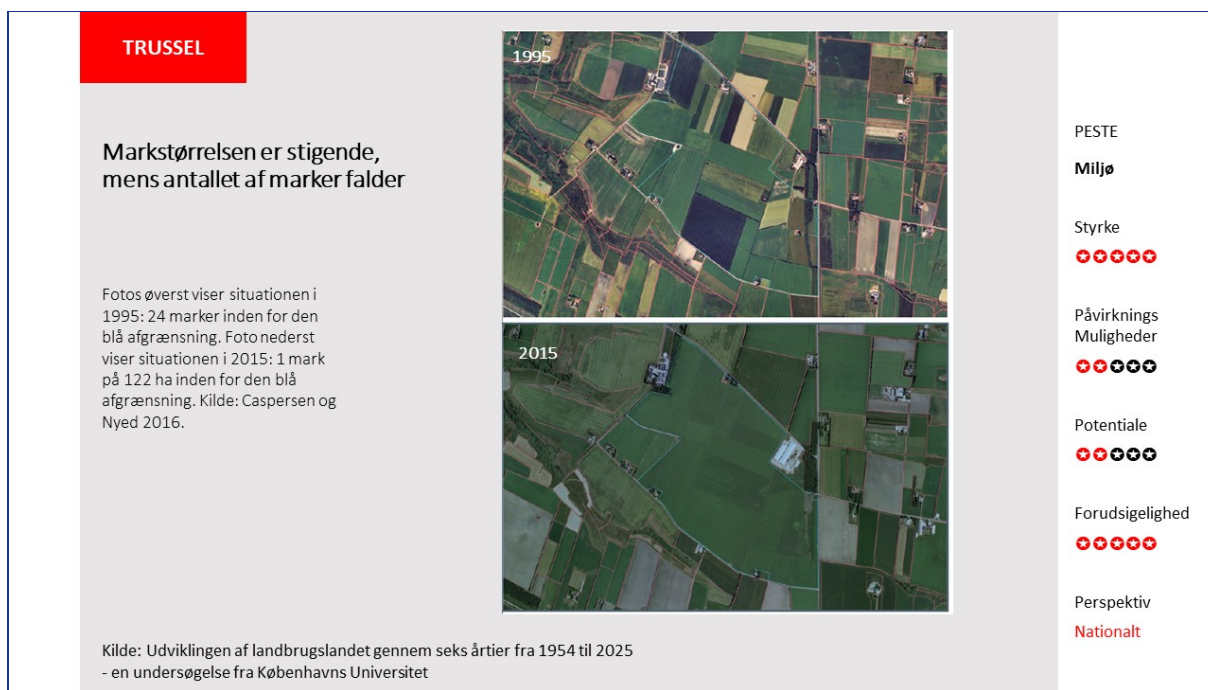 TRUSSEL
Markstørrelsen er stigende,
mens antallet af marker falder
Fotos øverst viser situationen i
1995: 24 marker inden for den
blå afgrænsning. Foto nederst
viser situationen i 2015: 1 mark
på 122 ha inden for den blå
afgrænsning. Kilde: Caspersen og
Nyed 2016.
1995
2015
Kilde: Udviklingen af landbrugslandet gennem seks årtier fra 1954 til 2025
- en undersøgelse fra Københavns Universitet
PESTE
Miljø
Styrke
Påvirknings
Muligheder
Potentiale
Forudsigelighed
Perspektiv
Nationalt